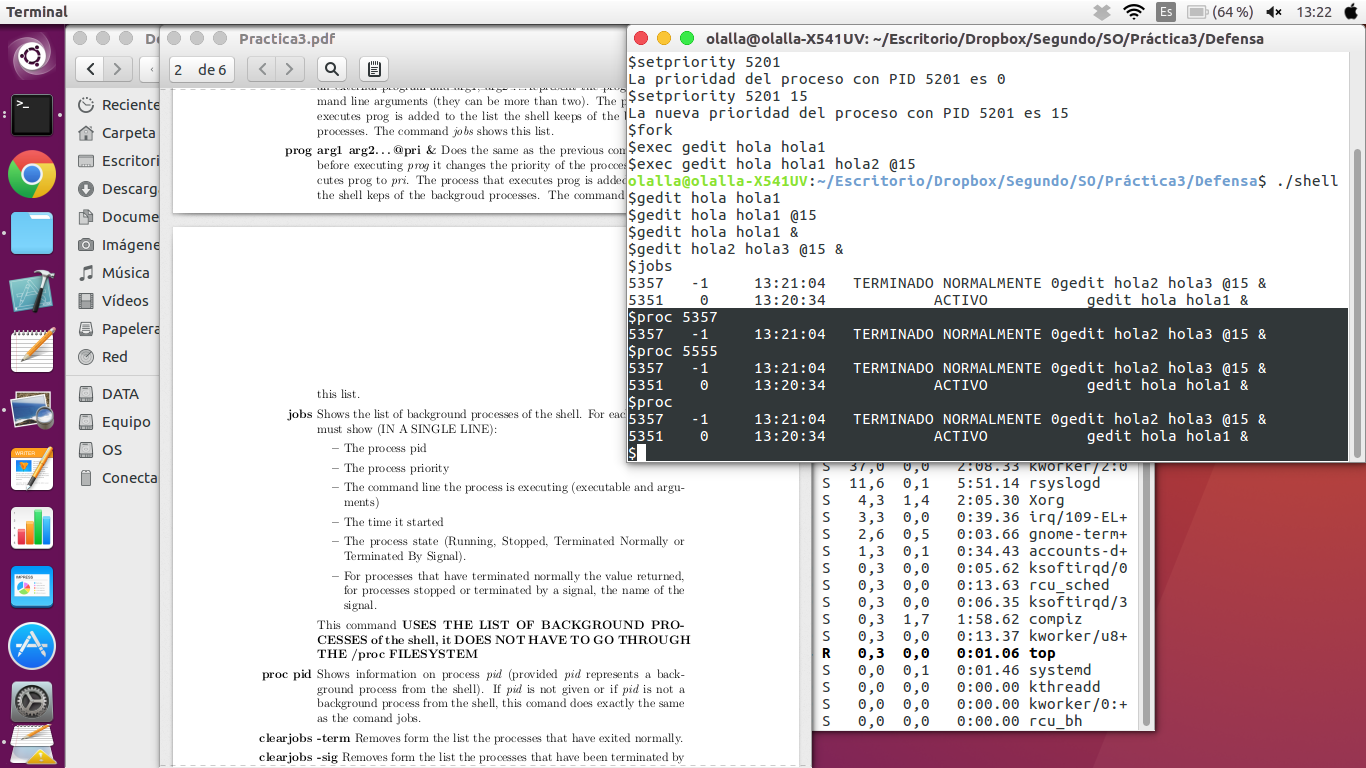 Terminal
Es
(64 %)
13:22
De
Reciente
Carpeta
Escritori
Descarg
Docume
Imágene
Música
Vídeos
Papelera
Red
DATA
Equipo
OS
Conecta
Practica3.pdf
2 de 6
mand line arguments (they can be more than two). The p
executes prog is added to the list the shell keeps of the b
processes. The command jobs shows this list.
prog arg1 arg2...@pri & Does the same as the previous com
before executing prog it changes the priority of the procces
cutes prog to pri. The process that executes prog is added
the shell keps of the backgroud processes. The command
this list.
jobs Shows the list of background processes of the shell. For each
must show (IN A SINGLE LINE):
– The process pid
– The process priority
– The command line the process is executing (executable and argu-
ments)
– The time it started
– The process state (Running, Stopped, Terminated Normally or
Terminated By Signal).
– For processes that have terminated normally the value returned,
for processes stopped or terminated by a signal, the name of the
signal.
This command USES THE LIST OF BACKGROUND PRO-
CESSES of the shell, it DOES NOT HAVE TO GO THROUGH
THE /proc FILESYSTEM
proc pid Shows information on process pid (provided pid represents a back-
ground process from the shell). If pid is not given or if pid is not a
background process from the shell, this comand does exactly the same
as the comand jobs.
clearjobs -term Removes form the list the processes that have exited normally.
clearjobs -sig Removes form the list the processes that have been terminated by
olalla@olalla-X541UV: ~/Escritorio/Dropbox/Segundo/SO/Práctica3/Defensa
$setpriority 5201
La prioridad del proceso con PID 5201 es 0
$setpriority 5201 15
La nueva prioridad del proceso con PID 5201 es 15
$fork
$exec gedit hola hola1
$exec gedit hola hola1 hola2 @15
olalla@olalla-X541UV:~/Escritorio/Dropbox/Segundo/SO/Práctica3/Defensa$ ./shell
$gedit hola hola1
$gedit hola hola1 @15
$gedit hola hola1 &
$gedit hola2 hola3 @15 &
$jobs
5357 -1 13:21:04 TERMINADO NORMALMENTE 0gedit hola2 hola3 @15 &
5351 0 13:20:34 ACTIVO gedit hola hola1 &
$proc 5357
5357 -1 13:21:04 TERMINADO NORMALMENTE 0gedit hola2 hola3 @15 &
$proc 5555
5357 -1 13:21:04 TERMINADO NORMALMENTE 0gedit hola2 hola3 @15 &
5351 0 13:20:34 ACTIVO gedit hola hola1 &
$proc
5357 -1 13:21:04 TERMINADO NORMALMENTE 0gedit hola2 hola3 @15 &
5351 0 13:20:34 ACTIVO gedit hola hola1 &
$
S 37,0 0,0 2:08.33 kworker/2:0
S 11,6 0,1 5:51.14 rsyslogd
S 4,3 1,4 2:05.30 Xorg
S 3,3 0,0 0:39.36 irq/109-EL+
S 2,6 0,5 0:03.66 gnome-term+
S 1,3 0,1 0:34.43 accounts-d+
S 0,3 0,0 0:05.62 ksoftirqd/0
S 0,3 0,0 0:13.63 rcu_sched
S 0,3 0,0 0:06.35 ksoftirqd/3
S 0,3 1,7 1:58.62 compiz
S 0,3 0,0 0:13.37 kworker/u8+
R 0,3 0,0 0:01.06 top
S 0,0 0,1 0:01.46 systemd
S 0,0 0,0 0:00.00 kthreadd
S 0,0 0,0 0:00.00 kworker/0:+
S 0,0 0,0 0:00.00 rcu_bh